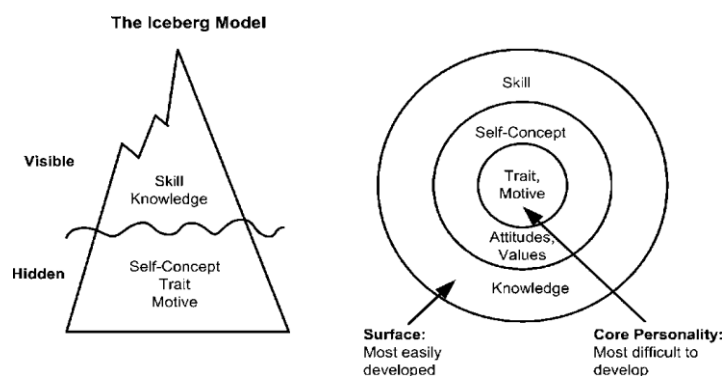 The Iceberg Model
Visible
Skill
Knowledge
Hidden
Self-Concept
Trait
Motive
Skill
Self-Concept
Trait,
Motive
Attitudes,
Values
Knowledge
Surface:
Most easily
developed
Core Personality:
Most difficult to
develop